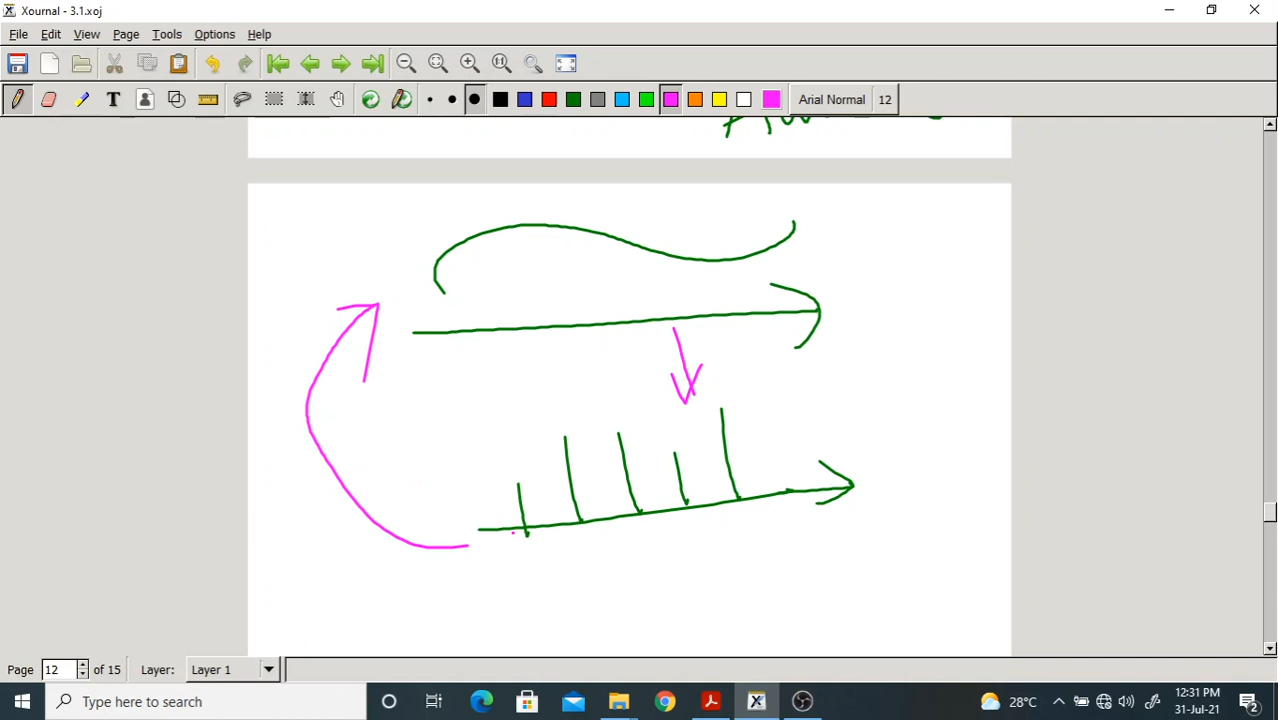 Xournal - 3.1.xoj
File Edit View Page Tools Options Help
Arial Normal 12
Page 12 of 15 Layer: Layer 1
Type here to search
28°C
12:31 PM
31-Jul-21
2